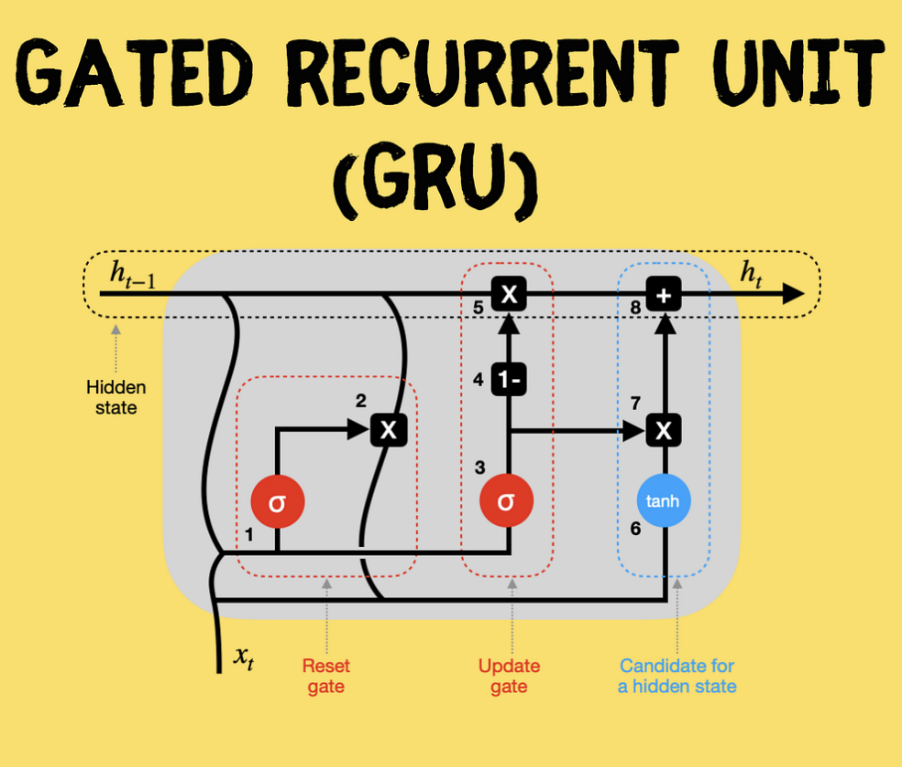 GATED RECURRENT UNIT
(GRU)
h_{t-1}
h_t
X
+
5
8
Hidden
state
4
1-
2
7
X
X
3
σ
σ
tanh
1
6
x_t
Reset
gate
Update
gate
Candidate for
a hidden state